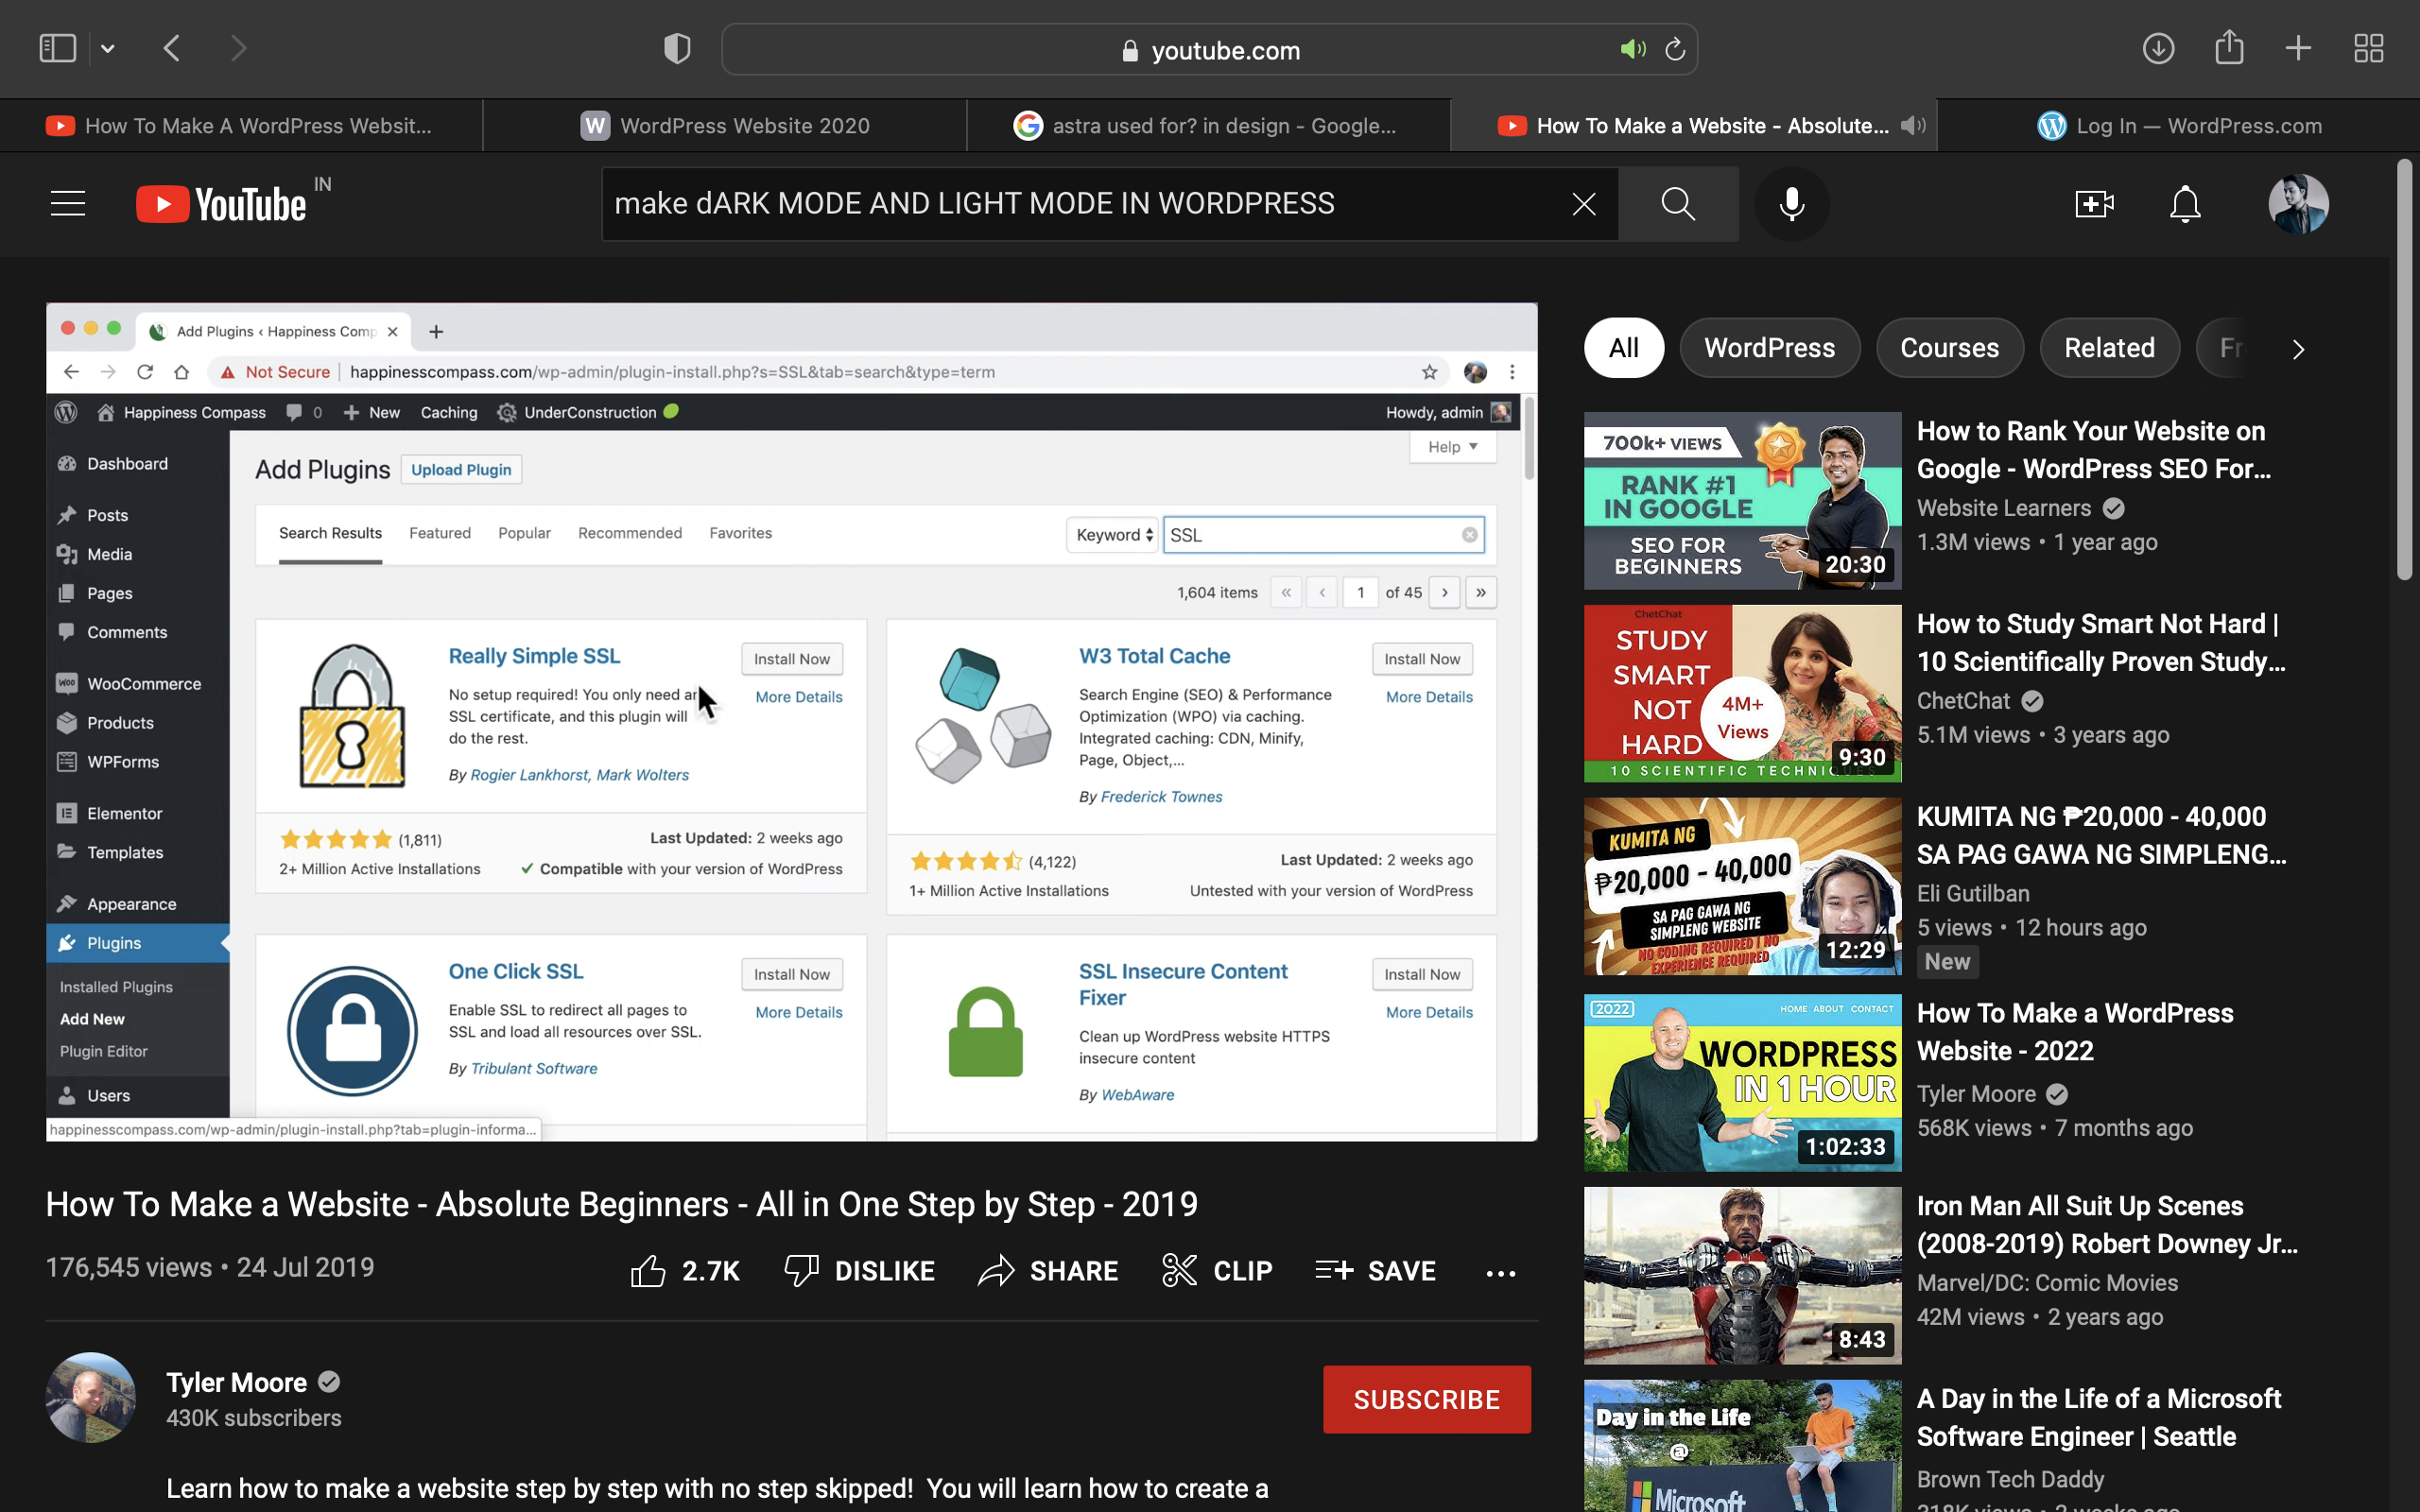 youtube.com
How To Make A WordPress Websit...
W WordPress Website 2020
astra used for? in design - Google...
How To Make a Website - Absolute...
Log In — WordPress.com
YouTube IN
make dARK MODE AND LIGHT MODE IN WORDPRESS
Add Plugins ‹ Happiness Comp
Not Secure | happinesscompass.com/wp-admin/plugin-install.php?s=SSL&tab=search&type=term
Happiness Compass 0 New Caching UnderConstruction Howdy, admin
Help
Dashboard
Posts
Media
Pages
Comments
WooCommerce
Products
WPForms
Elementor
Templates
Appearance
Plugins
Installed Plugins
Add New
Plugin Editor
Users
Add Plugins Upload Plugin
Search Results Featured Popular Recommended Favorites Keyword SSL
1,604 items « ‹ 1 of 45 › »
Really Simple SSL
Install Now
More Details
No setup required! You only need an
SSL certificate, and this plugin will
do the rest.
By Rogier Lankhorst, Mark Wolters
(1,811)
Last Updated: 2 weeks ago
2+ Million Active Installations
✓ Compatible with your version of WordPress
W3 Total Cache
Install Now
More Details
Search Engine (SEO) & Performance
Optimization (WPO) via caching.
Integrated caching: CDN, Minify,
Page, Object,...
By Frederick Townes
(4,122)
Last Updated: 2 weeks ago
1+ Million Active Installations
Untested with your version of WordPress
One Click SSL
Install Now
More Details
Enable SSL to redirect all pages to
SSL and load all resources over SSL.
By Tribulant Software
SSL Insecure Content
Fixer
Install Now
More Details
Clean up WordPress website HTTPS
insecure content
By WebAware
happinesscompass.com/wp-admin/plugin-install.php?tab=plugin-informa...
How To Make a Website - Absolute Beginners - All in One Step by Step - 2019
176,545 views • 24 Jul 2019
2.7K DISLIKE SHARE CLIP SAVE
Tyler Moore
430K subscribers
SUBSCRIBE
Learn how to make a website step by step with no step skipped! You will learn how to create a
All WordPress Courses Related Fr
700k+ VIEWS
RANK #1
IN GOOGLE
SEO FOR
BEGINNERS
20:30
How to Rank Your Website on
Google - WordPress SEO For...
Website Learners
1.3M views • 1 year ago
ChetChat
STUDY
SMART
NOT
HARD
4M+
Views
10 SCIENTIFIC TECHNIQUES
9:30
How to Study Smart Not Hard |
10 Scientifically Proven Study...
ChetChat
5.1M views • 3 years ago
KUMITA NG
₱20,000 - 40,000
SA PAG GAWA NG
SIMPLENG WEBSITE
NO CODING REQUIRED | NO
EXPERIENCE REQUIRED
12:29
KUMITA NG ₱20,000 - 40,000
SA PAG GAWA NG SIMPLENG...
Eli Gutilban
5 views • 12 hours ago
New
2022
HOME ABOUT CONTACT
WORDPRESS
IN 1 HOUR
1:02:33
How To Make a WordPress
Website - 2022
Tyler Moore
568K views • 7 months ago
8:43
Iron Man All Suit Up Scenes
(2008-2019) Robert Downey Jr...
Marvel/DC: Comic Movies
42M views • 2 years ago
Day in the Life
@
Microsoft
A Day in the Life of a Microsoft
Software Engineer | Seattle
Brown Tech Daddy